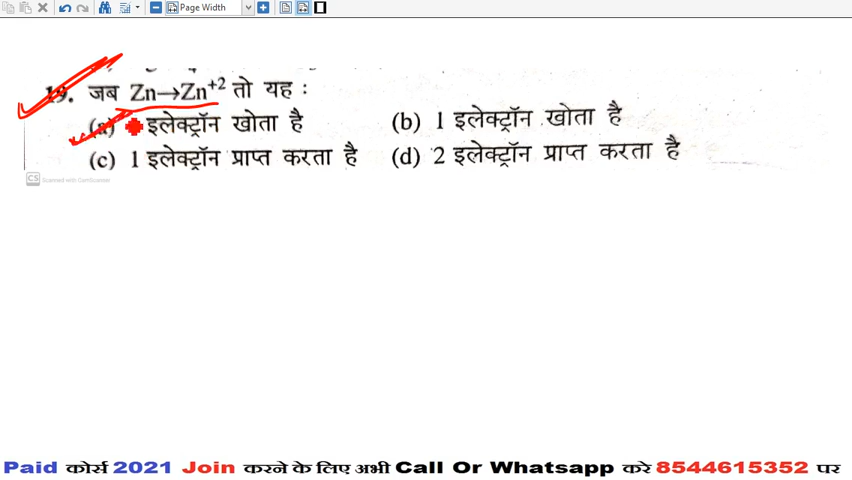 Page Width
19. जब Zn→Zn+2 तो यह :
(a) इलेक्ट्रॉन खोता है (b) 1 इलेक्ट्रॉन खोता है
(c) 1 इलेक्ट्रॉन प्राप्त करता है (d) 2 इलेक्ट्रॉन प्राप्त करता है
CS Scanned with CamScanner
Paid कोर्स 2021 Join करने के लिए अभी Call Or Whatsapp करे 8544615352 पर